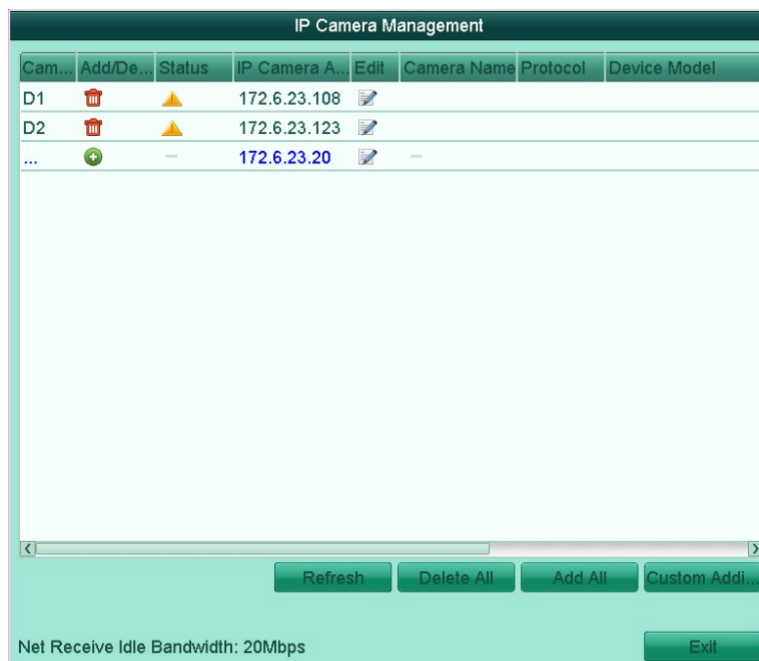 IP Camera Management
Cam... Add/De... Status IP Camera A... Edit Camera Name Protocol Device Model
D1 172.6.23.108
D2 172.6.23.123
... — 172.6.23.20 —
Refresh Delete All Add All Custom Addi...
Net Receive Idle Bandwidth: 20Mbps Exit